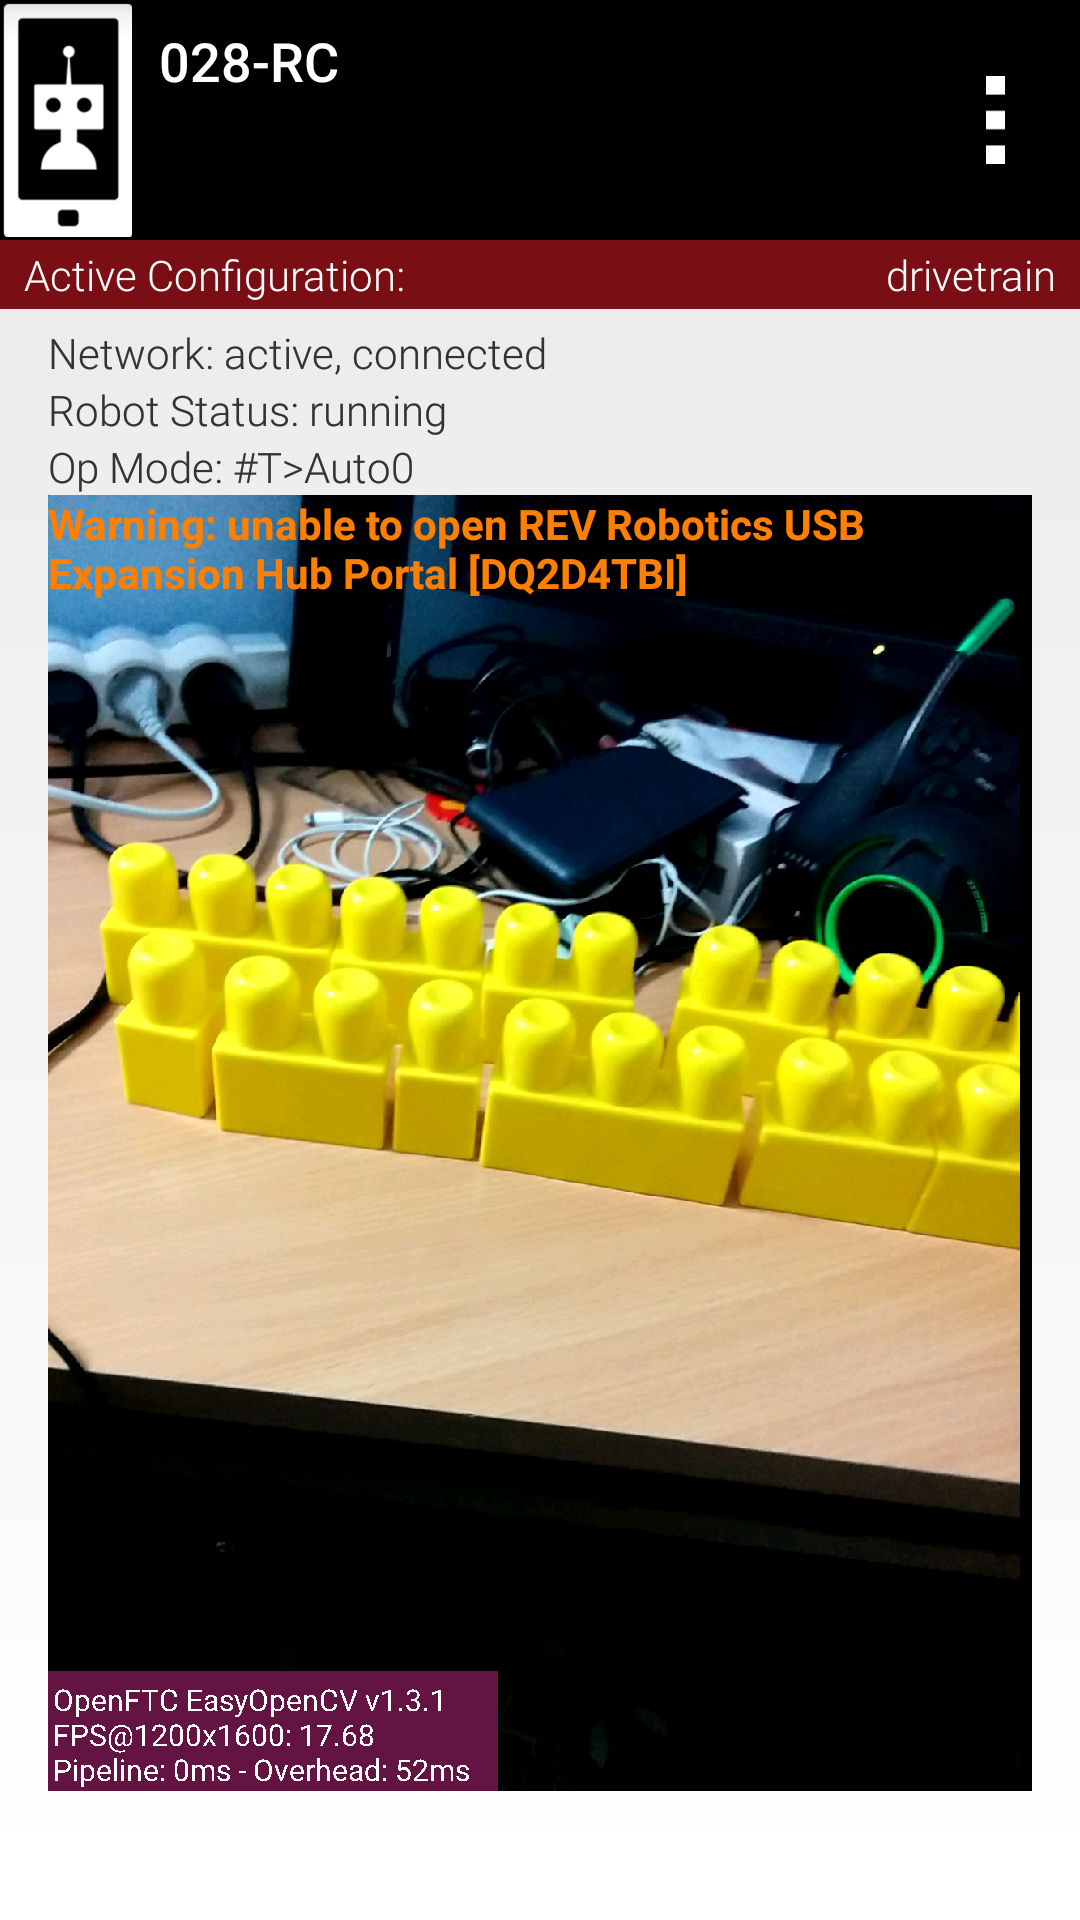 028-RC
Active Configuration: drivetrain
Network: active, connected
Robot Status: running
Op Mode: #T>Auto0
Warning: unable to open REV Robotics USB
Expansion Hub Portal [DQ2D4TBI]
OpenFTC EasyOpenCV v1.3.1
FPS@1200x1600: 17.68
Pipeline: 0ms - Overhead: 52ms